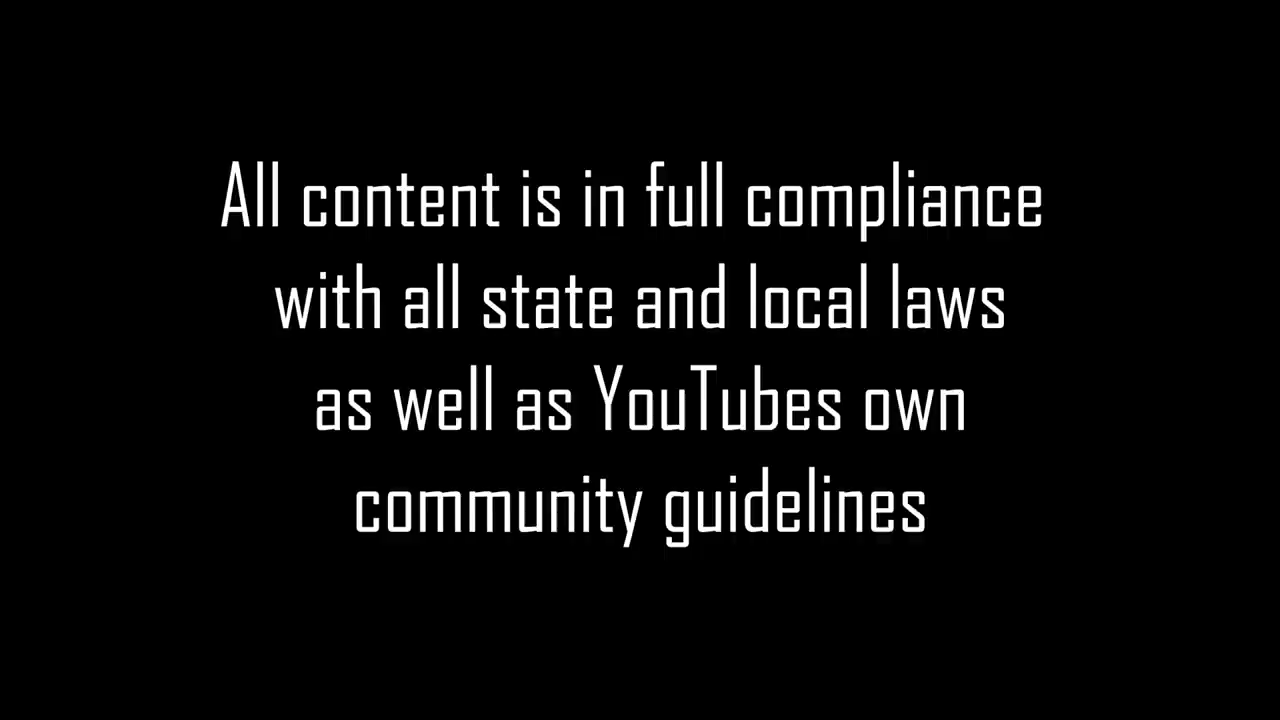 All content is in full compliance
with all state and local laws
as well as YouTubes own
community guidelines